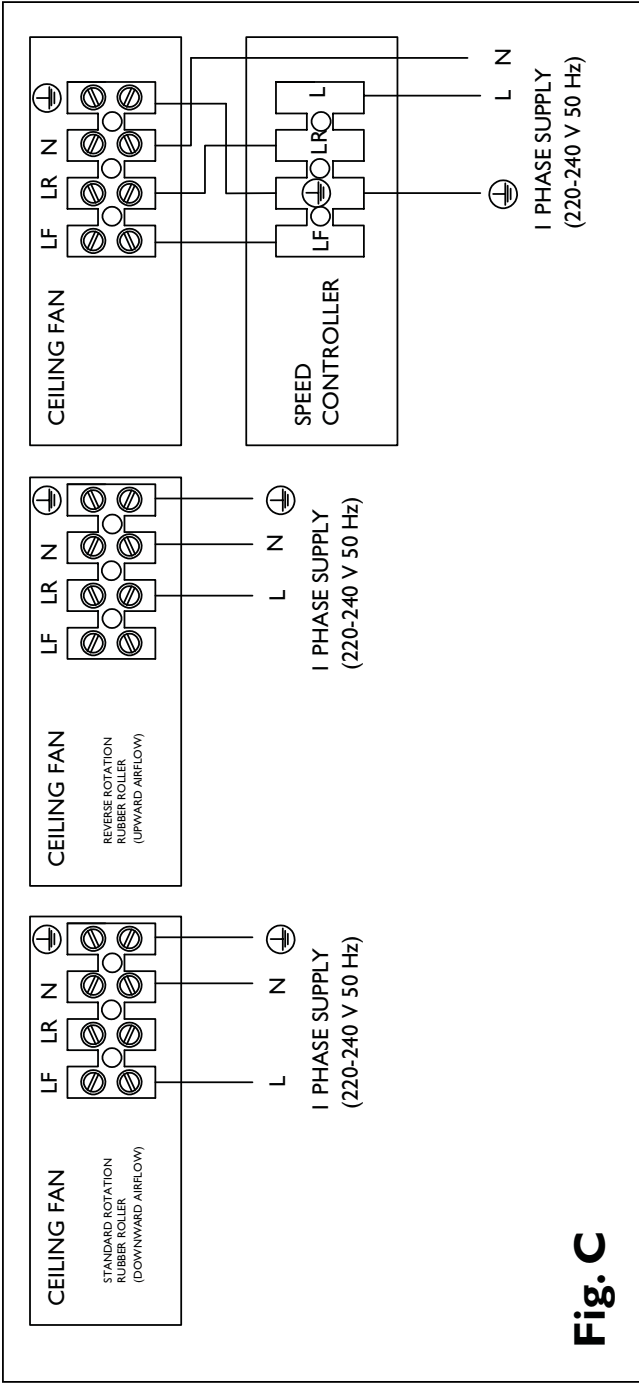 CEILING FAN
STANDARD ROTATION
RUBBER ROLLER
(DOWNWARD AIRFLOW)
LF LR N
L N
I PHASE SUPPLY
(220-240 V 50 Hz)
CEILING FAN
REVERSE ROTATION
RUBBER ROLLER
(UPWARD AIRFLOW)
LF LR N
L N
I PHASE SUPPLY
(220-240 V 50 Hz)
CEILING FAN
LF LR N
SPEED
CONTROLLER
LF LR L
L N
I PHASE SUPPLY
(220-240 V 50 Hz)
Fig. C